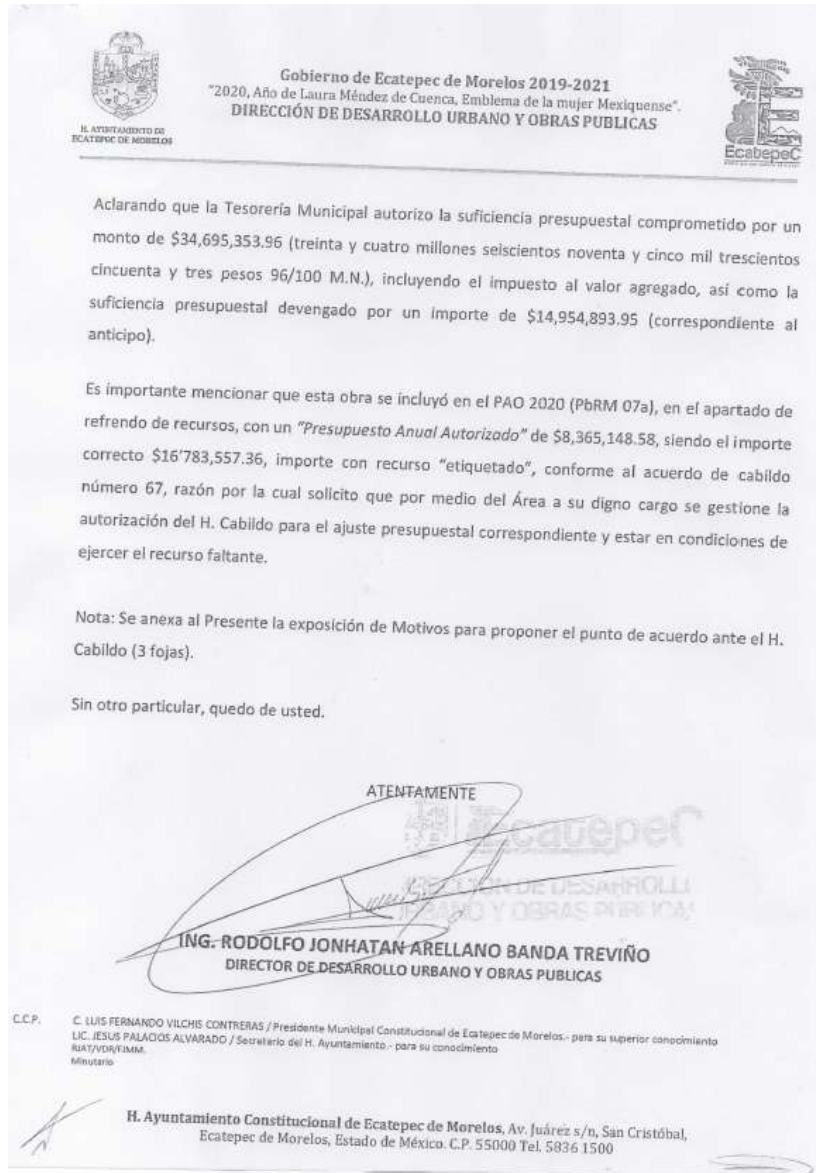 Gobierno de Ecatepec de Morelos 2019-2021
"2020, Año de Laura Méndez de Cuenca, Emblema de la mujer Mexiquense".
DIRECCIÓN DE DESARROLLO URBANO Y OBRAS PUBLICAS
H. AYUNTAMIENTO DE
ECATEPEC DE MORELOS
EcatepeC
Aclarando que la Tesorería Municipal autorizo la suficiencia presupuestal comprometido por un
monto de $34,695,353.96 (treinta y cuatro millones seiscientos noventa y cinco mil trescientos
cincuenta y tres pesos 96/100 M.N.), incluyendo el impuesto al valor agregado, así como la
suficiencia presupuestal devengado por un importe de $14,954,893.95 (correspondiente al
anticipo).
Es importante mencionar que esta obra se incluyó en el PAO 2020 (PbRM 07a), en el apartado de
refrendo de recursos, con un "Presupuesto Anual Autorizado" de $8,365,148.58, siendo el importe
correcto $16'783,557.36, importe con recurso "etiquetado", conforme al acuerdo de cabildo
número 67, razón por la cual solicito que por medio del Área a su digno cargo se gestione la
autorización del H. Cabildo para el ajuste presupuestal correspondiente y estar en condiciones de
ejercer el recurso faltante.
Nota: Se anexa al Presente la exposición de Motivos para proponer el punto de acuerdo ante el H.
Cabildo (3 fojas).
Sin otro particular, quedo de usted.
ATENTAMENTE
EcatepeC
DIRECCIÓN DE DESARROLLO
URBANO Y OBRAS PUBLICAS
ING. RODOLFO JONHATAN ARELLANO BANDA TREVIÑO
DIRECTOR DE DESARROLLO URBANO Y OBRAS PUBLICAS
C.C.P. C. LUIS FERNANDO VILCHIS CONTRERAS / Presidente Municipal Constitucional de Ecatepec de Morelos.- para su superior conocimiento
LIC. JESUS PALACIOS ALVARADO / Secretario del H. Ayuntamiento.- para su conocimiento
RJAT/VDR/FJMM.
Minutario
H. Ayuntamiento Constitucional de Ecatepec de Morelos, Av. Juárez s/n, San Cristóbal,
Ecatepec de Morelos, Estado de México. C.P. 55000 Tel. 5836 1500